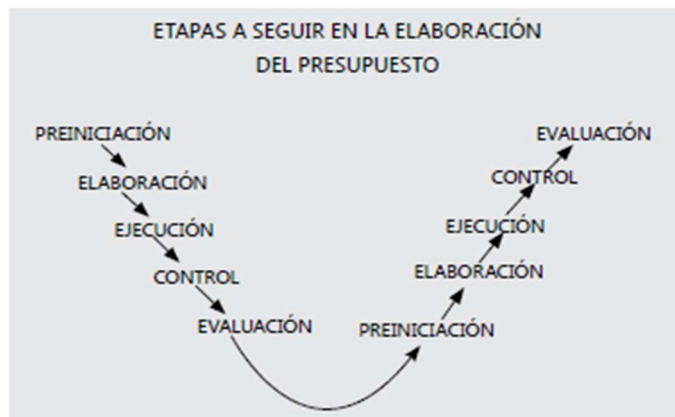 ETAPAS A SEGUIR EN LA ELABORACIÓN
DEL PRESUPUESTO
PREINICIACIÓN
ELABORACIÓN
EJECUCIÓN
CONTROL
EVALUACIÓN
PREINICIACIÓN
ELABORACIÓN
EJECUCIÓN
CONTROL
EVALUACIÓN